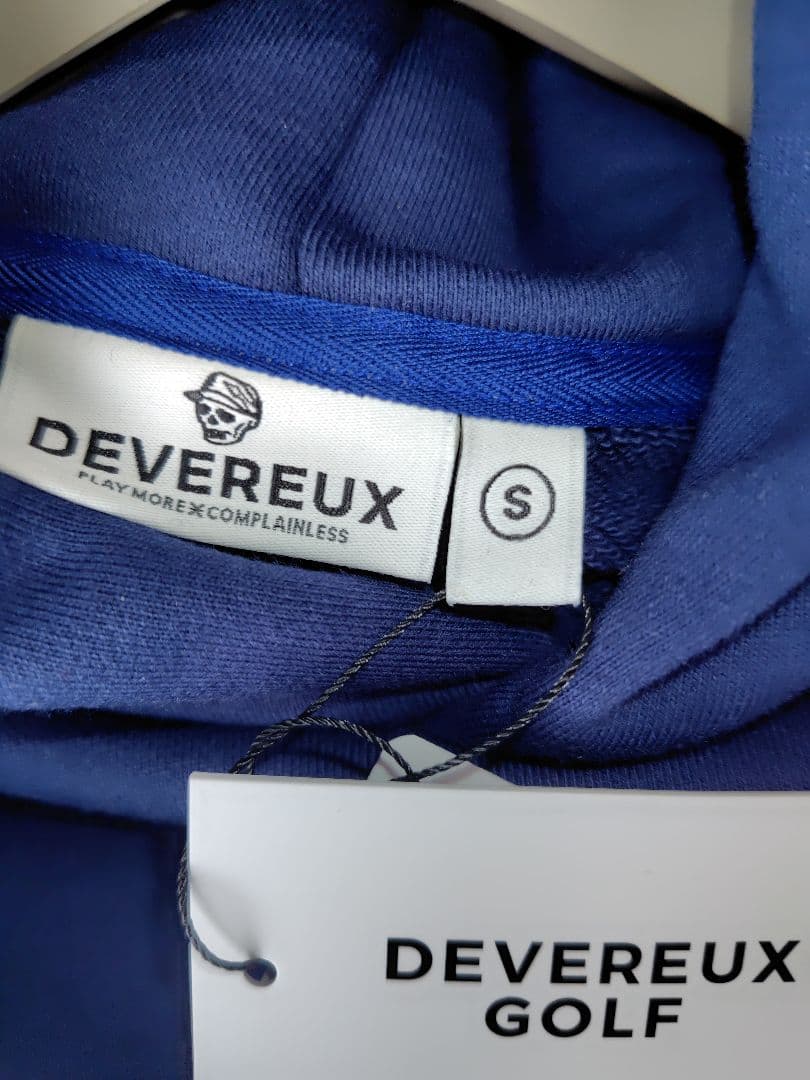 DEVEREUX
PLAY MORE COMPLAIN LESS
S
DEVEREUX
GOLF